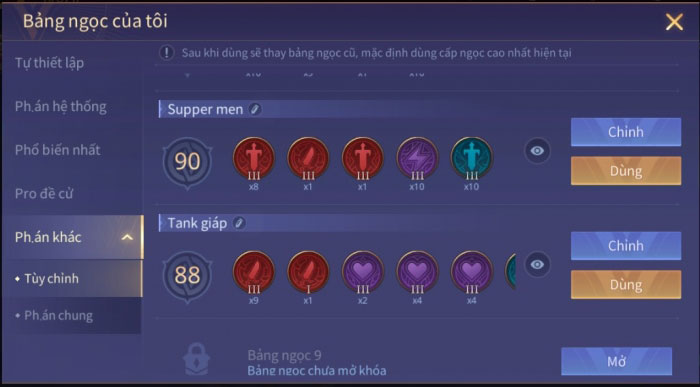 Bảng ngọc của tôi
Sau khi dùng sẽ thay bảng ngọc cũ, mặc định dùng cấp ngọc cao nhất hiện tại
Tự thiết lập
Ph.án hệ thống
Phổ biến nhất
Pro đề cử
Ph.án khác
Tùy chỉnh
Ph.án chung
Supper men
90
III III III III III
x8 x1 x1 x10 x10
Chỉnh
Dùng
Tank giáp
88
III I III III III
x9 x1 x2 x4 x4
Chỉnh
Dùng
Bảng ngọc 9
Bảng ngọc chưa mở khóa
Mở